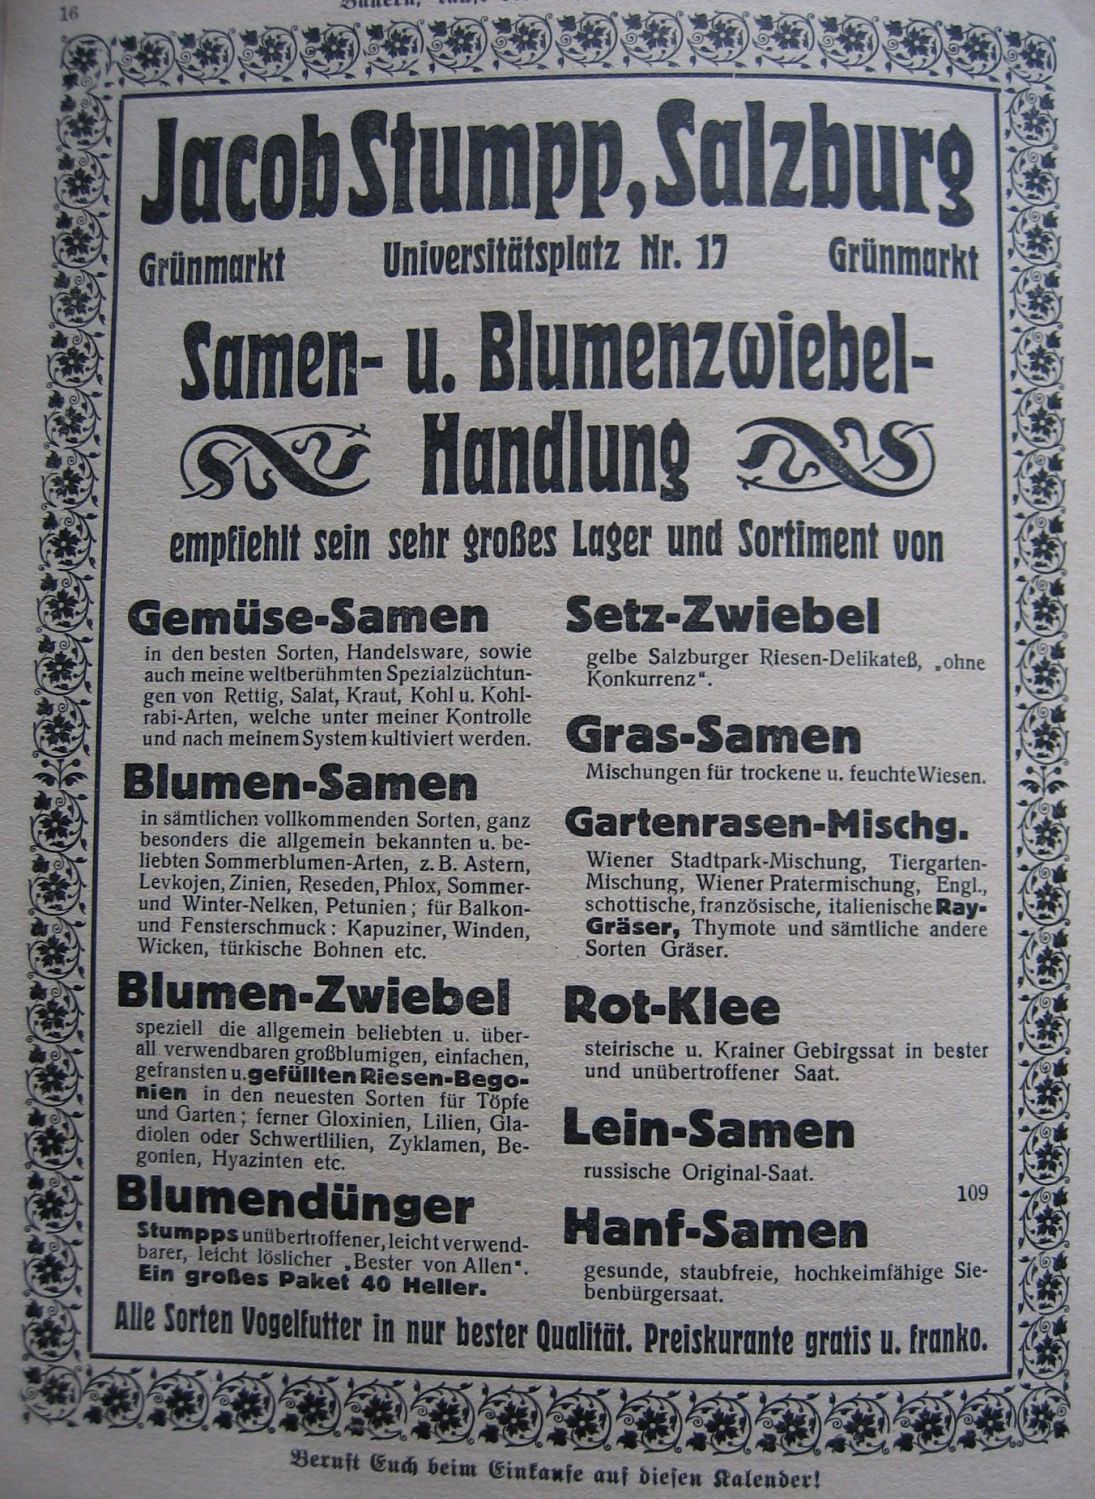 16
Jacob Stumpp, Salzburg
Grünmarkt Universitätsplatz Nr. 17 Grünmarkt
Samen- u. Blumenzwiebel-
Handlung
empfiehlt sein sehr großes Lager und Sortiment von
Gemüse-Samen
in den besten Sorten, Handelsware, sowie
auch meine weltberühmten Spezialzüchtun-
gen von Rettig, Salat, Kraut, Kohl u. Kohl-
rabi-Arten, welche unter meiner Kontrolle
und nach meinem System kultiviert werden.
Blumen-Samen
in sämtlichen vollkommenden Sorten, ganz
besonders die allgemein bekannten u. be-
liebten Sommerblumen-Arten, z. B. Astern,
Levkojen, Zinien, Reseden, Phlox, Sommer-
und Winter-Nelken, Petunien; für Balkon-
und Fensterschmuck: Kapuziner, Winden,
Wicken, türkische Bohnen etc.
Blumen-Zwiebel
speziell die allgemein beliebten u. über-
all verwendbaren großblumigen, einfachen,
gefransten u. gefüllten Riesen-Bego-
nien in den neuesten Sorten für Töpfe
und Garten; ferner Gloxinien, Lilien, Gla-
diolen oder Schwertlilien, Zyklamen, Be-
gonien, Hyazinten etc.
Blumendünger
Stumpps unübertroffener, leicht verwend-
barer, leicht löslicher „Bester von Allen“.
Ein großes Paket 40 Heller.
Setz-Zwiebel
gelbe Salzburger Riesen-Delikateß, „ohne
Konkurrenz“.
Gras-Samen
Mischungen für trockene u. feuchte Wiesen.
Gartenrasen-Mischg.
Wiener Stadtpark-Mischung, Tiergarten-
Mischung, Wiener Pratermischung, Engl.,
schottische, französische, italienische Ray-
Gräser, Thymote und sämtliche andere
Sorten Gräser.
Rot-Klee
steirische u. Krainer Gebirgssat in bester
und unübertroffener Saat.
Lein-Samen
russische Original-Saat.
109
Hanf-Samen
gesunde, staubfreie, hochkeimfähige Sie-
benbürgersaat.
Alle Sorten Vogelfutter in nur bester Qualität. Preiskurante gratis u. franko.
Beruft Euch beim Einkaufe auf diesen Kalender!